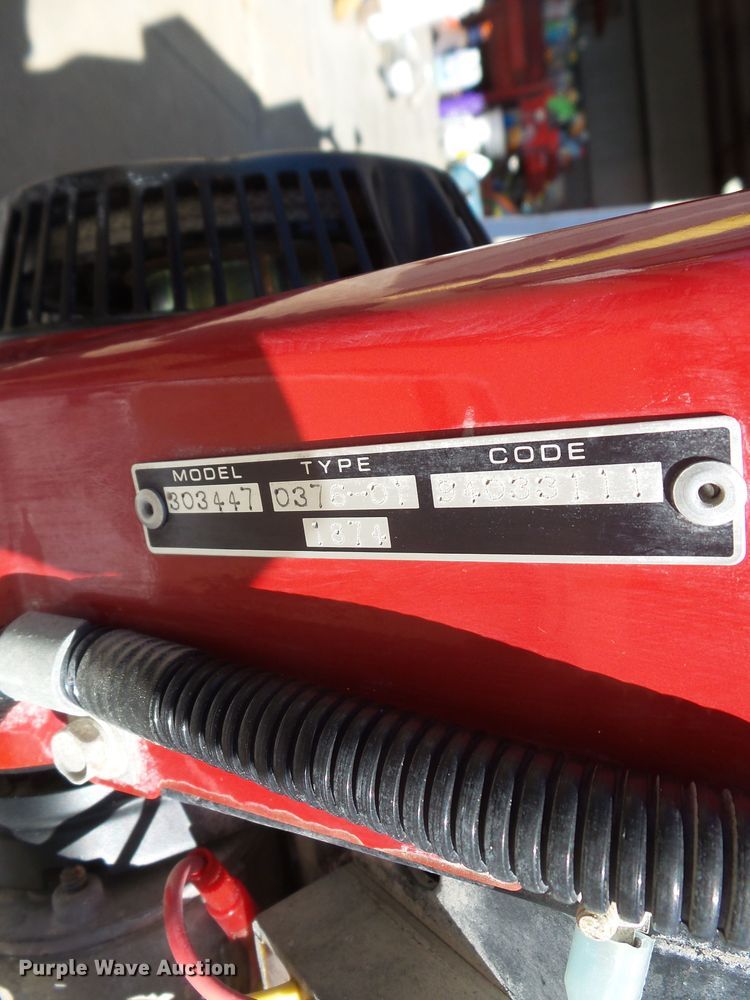 MODEL TYPE CODE
303447 0376-01 94033111
1874
Purple Wave Auction